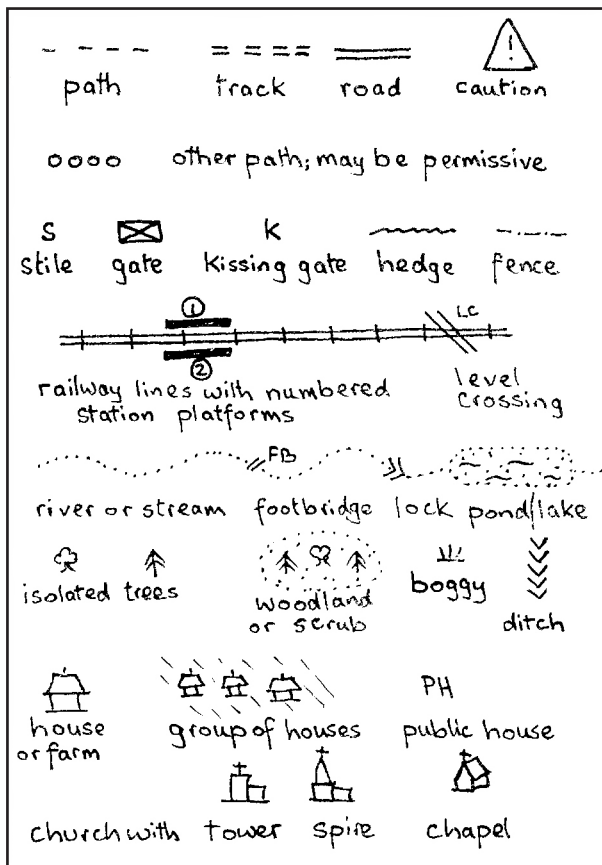 !
path track road caution
oooo other path; may be permissive
S K
stile gate kissing gate hedge fence
1
LC
2
railway lines with numbered
station platforms
level
crossing
FB
river or stream footbridge lock pond/lake
isolated trees
woodland
or scrub
boggy
ditch
PH
house
or farm
group of houses
public house
church with tower spire chapel